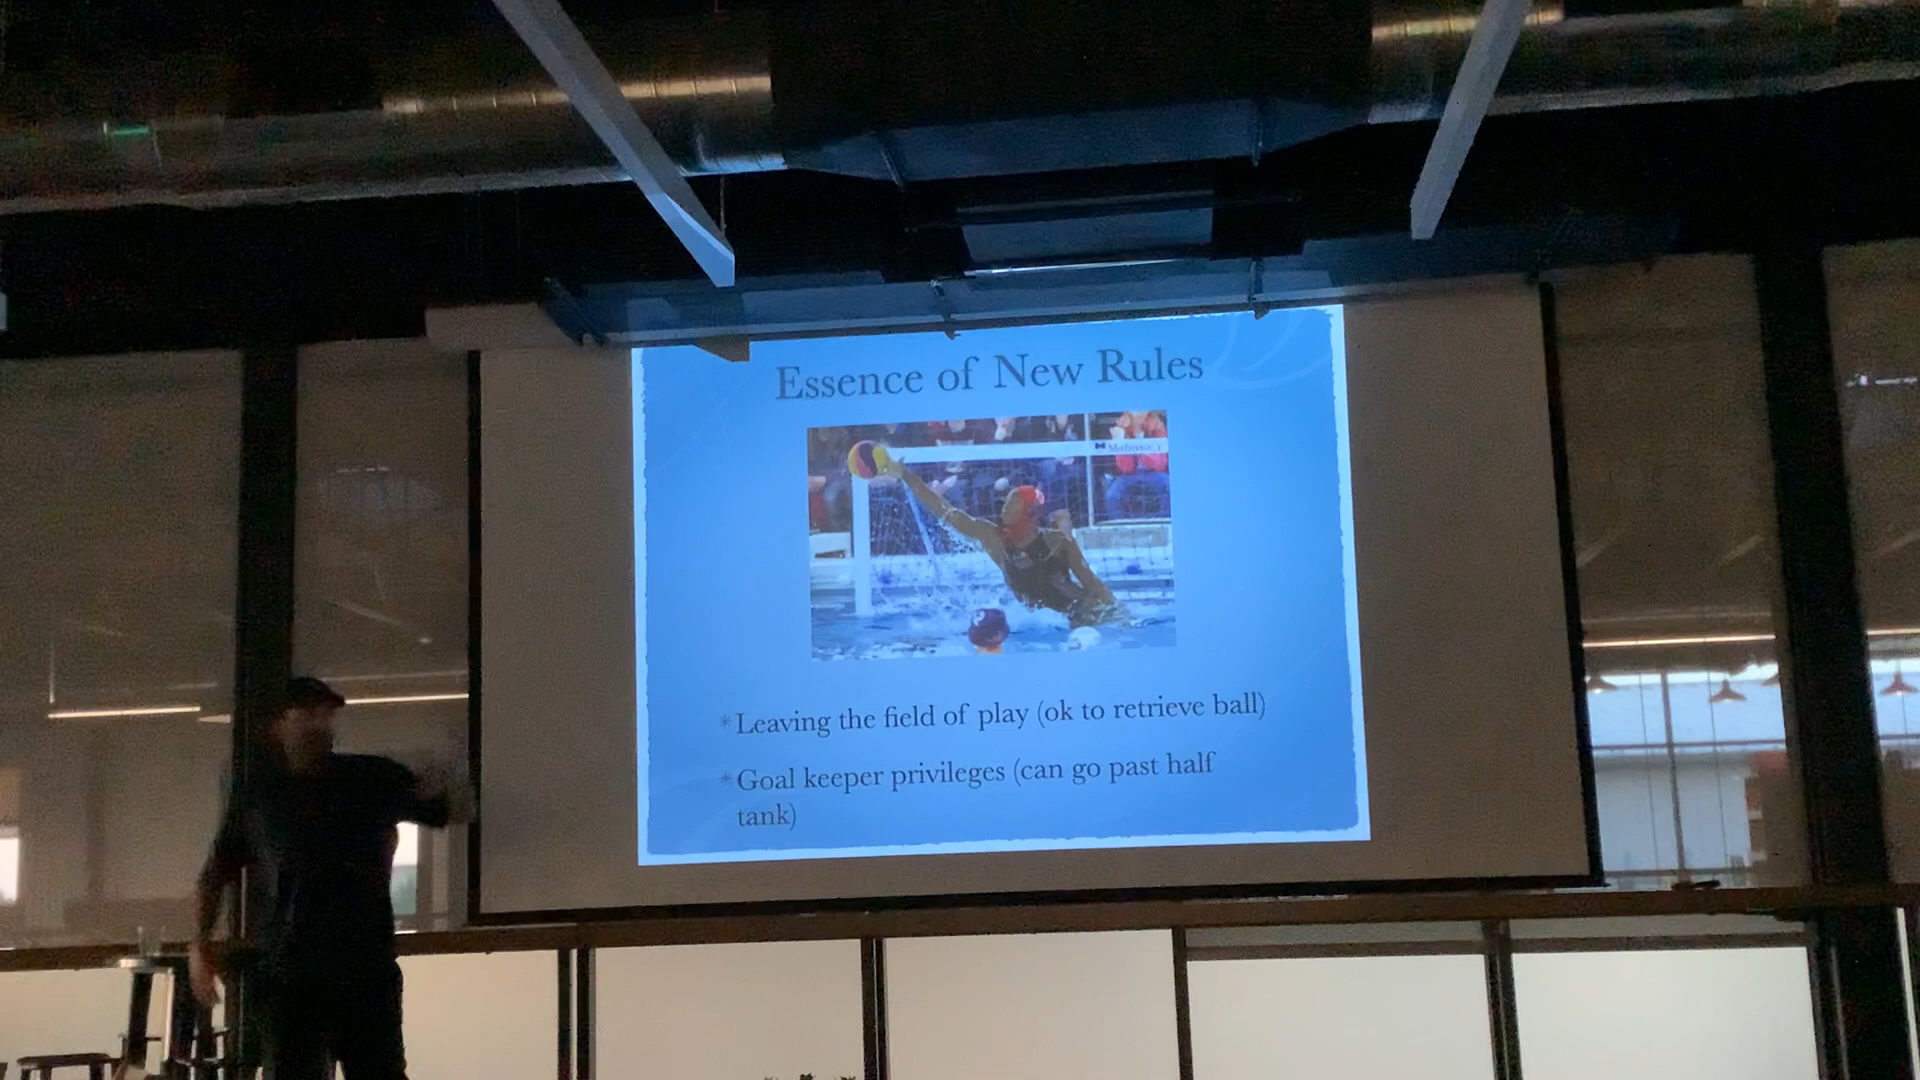 Essence of New Rules
*Leaving the field of play (ok to retrieve ball)
*Goal keeper privileges (can go past half
tank)